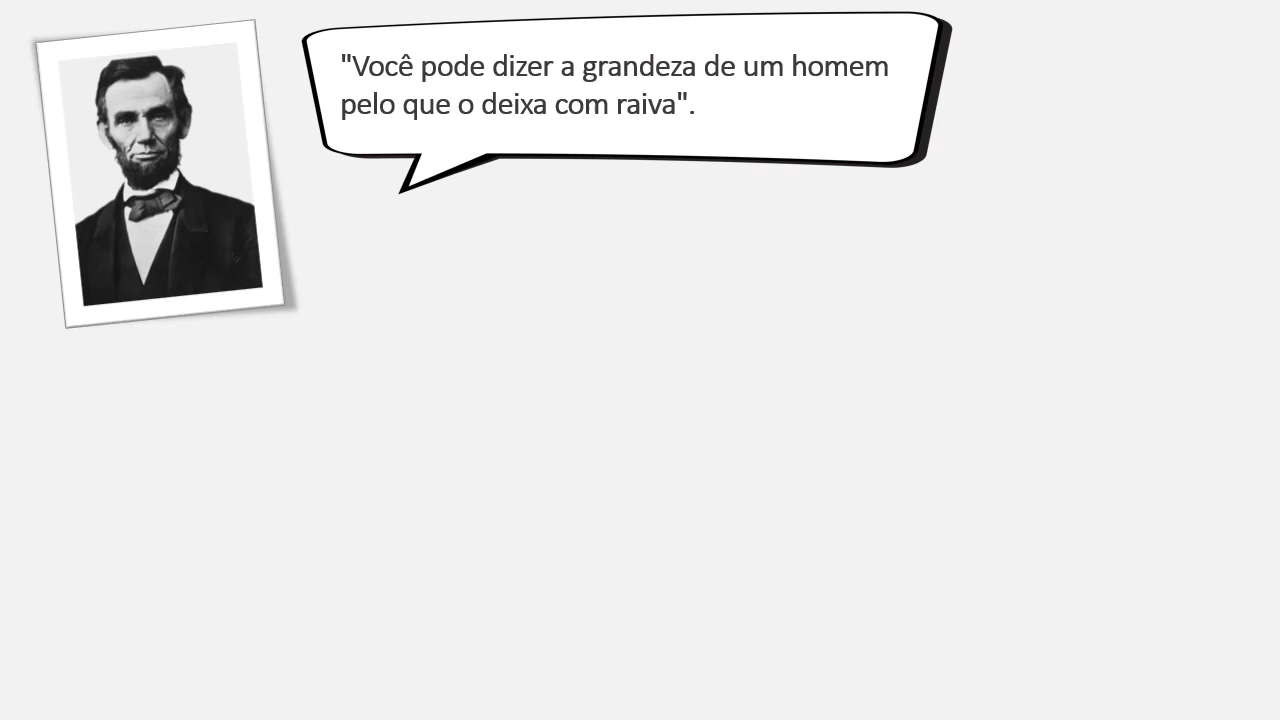 "Você pode dizer a grandeza de um homem
pelo que o deixa com raiva".